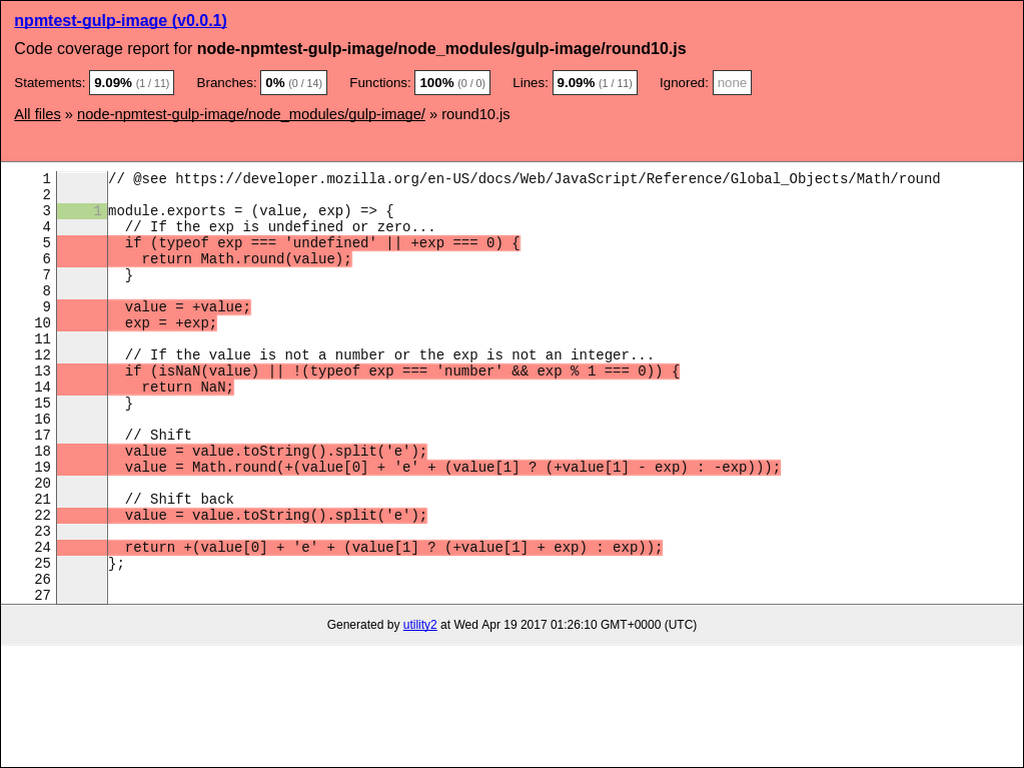 npmtest-gulp-image (v0.0.1)
Code coverage report for node-npmtest-gulp-image/node_modules/gulp-image/round10.js
Statements: 9.09% (1 / 11) Branches: 0% (0 / 14) Functions: 100% (0 / 0) Lines: 9.09% (1 / 11) Ignored: none
All files » node-npmtest-gulp-image/node_modules/gulp-image/ » round10.js
1 // @see https://developer.mozilla.org/en-US/docs/Web/JavaScript/Reference/Global_Objects/Math/round
2
3 1 module.exports = (value, exp) => {
4 // If the exp is undefined or zero...
5 if (typeof exp === 'undefined' || +exp === 0) {
6 return Math.round(value);
7 }
8
9 value = +value;
10 exp = +exp;
11
12 // If the value is not a number or the exp is not an integer...
13 if (isNaN(value) || !(typeof exp === 'number' && exp % 1 === 0)) {
14 return NaN;
15 }
16
17 // Shift
18 value = value.toString().split('e');
19 value = Math.round(+(value[0] + 'e' + (value[1] ? (+value[1] - exp) : -exp)));
20
21 // Shift back
22 value = value.toString().split('e');
23
24 return +(value[0] + 'e' + (value[1] ? (+value[1] + exp) : exp));
25 };
26
27
Generated by utility2 at Wed Apr 19 2017 01:26:10 GMT+0000 (UTC)